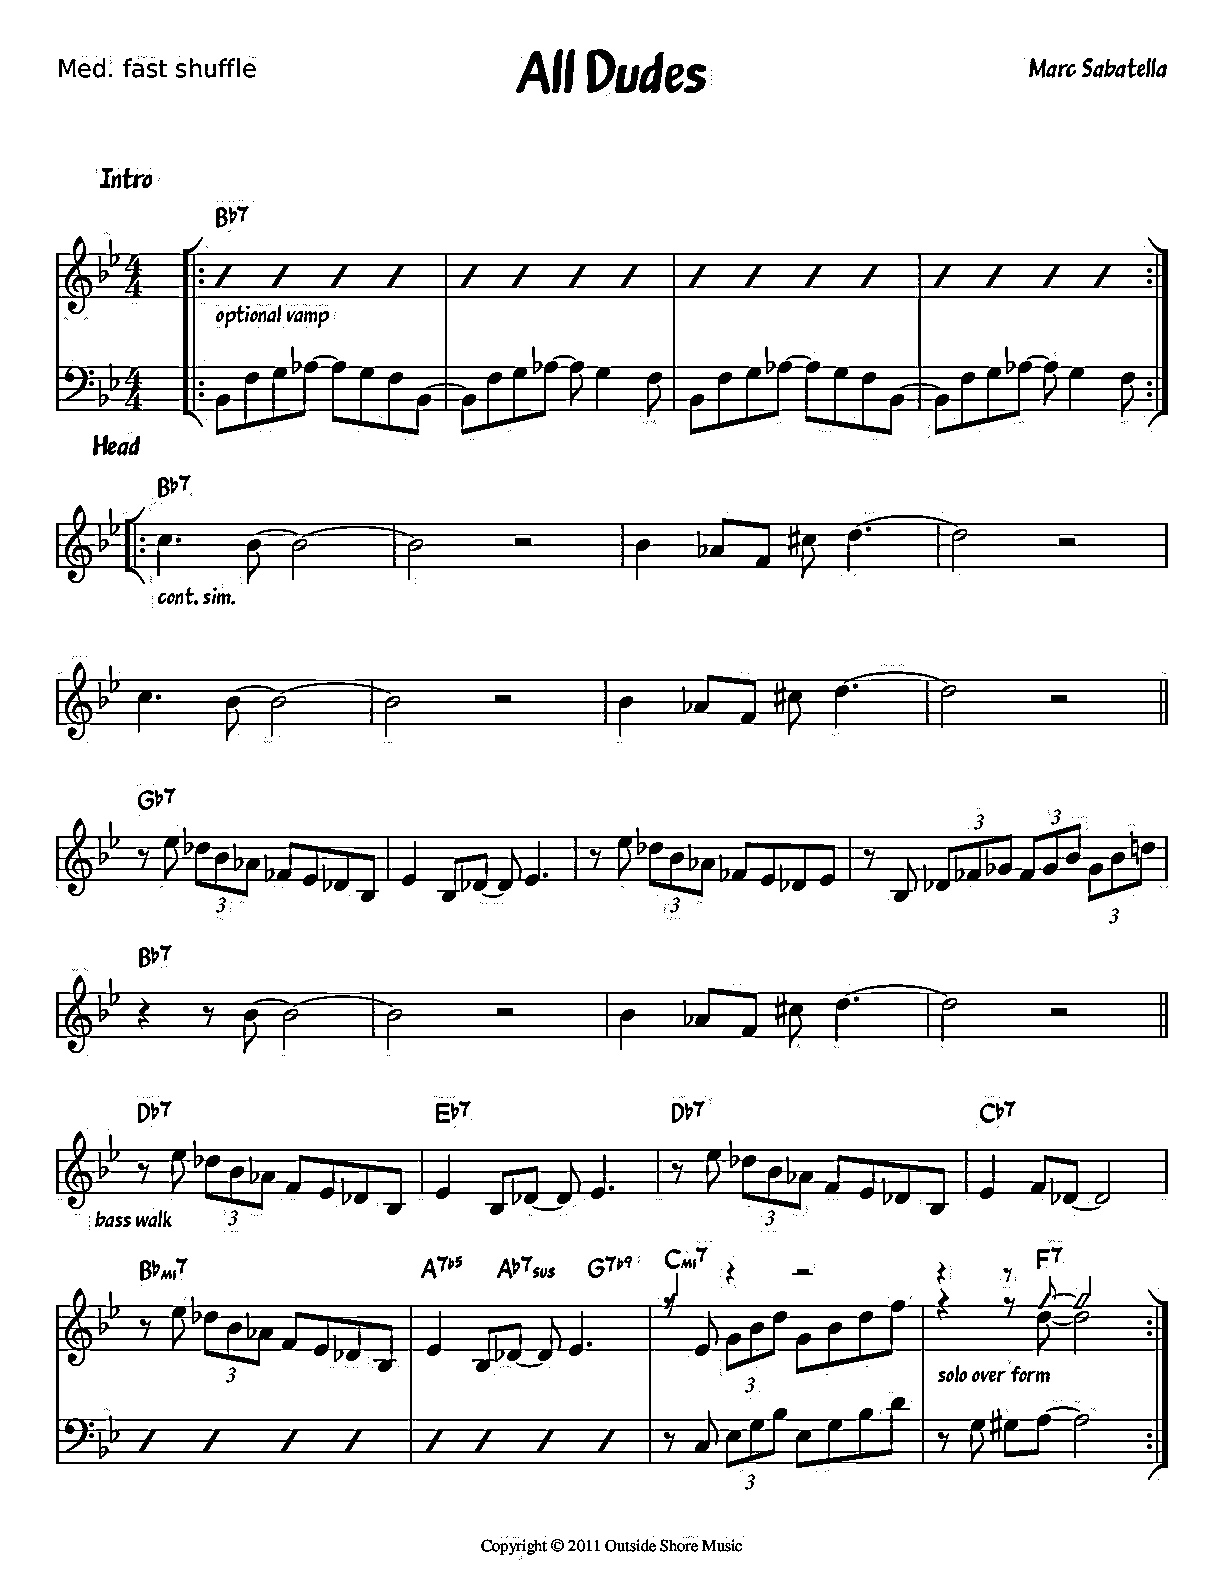 Med. fast shuffle
All Dudes
Marc Sabatella
Intro
B♭7
optional vamp
Head
B♭7
cont. sim.
G♭7
3 3
3 3 3
B♭7
D♭7 E♭7 D♭7 C♭7
3 3
bass walk
B♭mi7 A7♭5 A♭7sus G7♭9 Cmi7 F7
3 3
solo over form
3
Copyright © 2011 Outside Shore Music